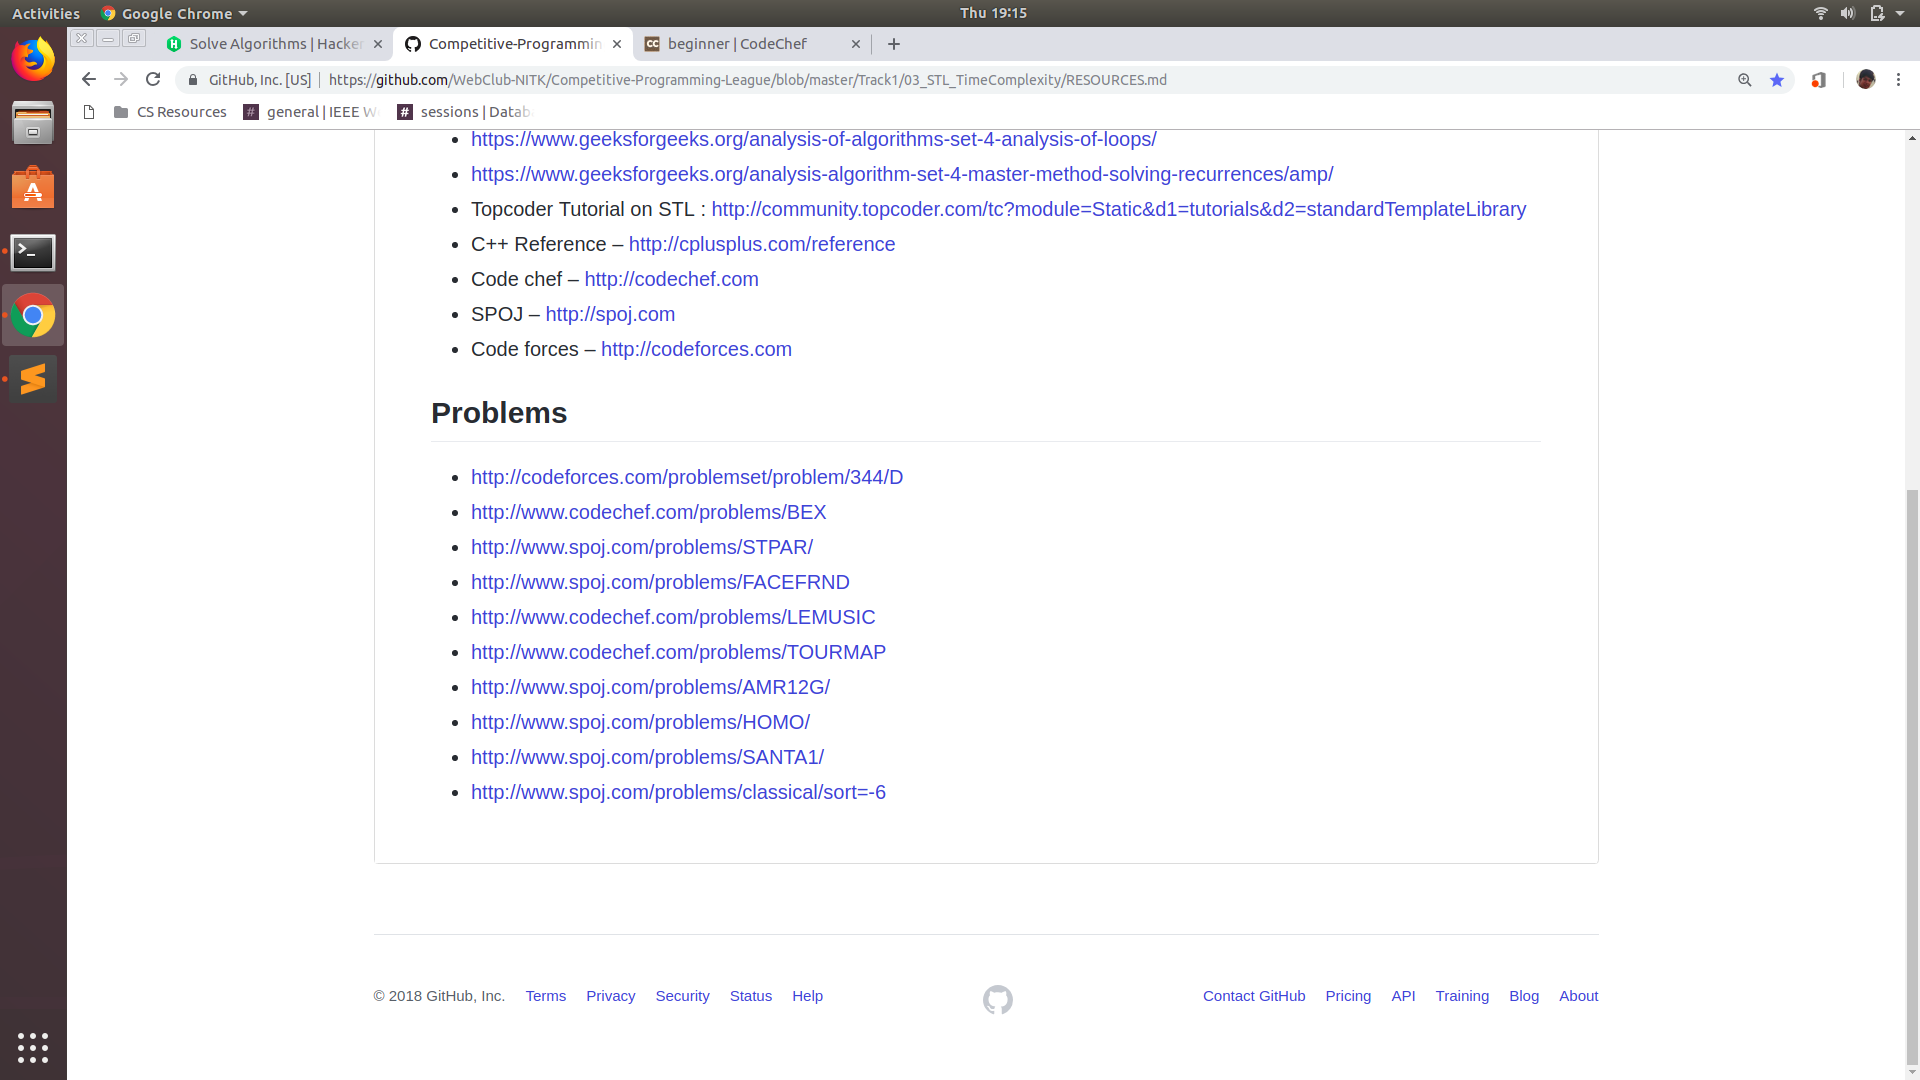 Activities Google Chrome Thu 19:15
Solve Algorithms | Hacker Competitive-Programmin beginner | CodeChef
GitHub, Inc. [US] https://github.com/WebClub-NITK/Competitive-Programming-League/blob/master/Track1/03_STL_TimeComplexity/RESOURCES.md
CS Resources general | IEEE W sessions | Datab
https://www.geeksforgeeks.org/analysis-of-algorithms-set-4-analysis-of-loops/
https://www.geeksforgeeks.org/analysis-algorithm-set-4-master-method-solving-recurrences/amp/
Topcoder Tutorial on STL : http://community.topcoder.com/tc?module=Static&d1=tutorials&d2=standardTemplateLibrary
C++ Reference – http://cplusplus.com/reference
Code chef – http://codechef.com
SPOJ – http://spoj.com
Code forces – http://codeforces.com
Problems
http://codeforces.com/problemset/problem/344/D
http://www.codechef.com/problems/BEX
http://www.spoj.com/problems/STPAR/
http://www.spoj.com/problems/FACEFRND
http://www.codechef.com/problems/LEMUSIC
http://www.codechef.com/problems/TOURMAP
http://www.spoj.com/problems/AMR12G/
http://www.spoj.com/problems/HOMO/
http://www.spoj.com/problems/SANTA1/
http://www.spoj.com/problems/classical/sort=-6
© 2018 GitHub, Inc. Terms Privacy Security Status Help Contact GitHub Pricing API Training Blog About